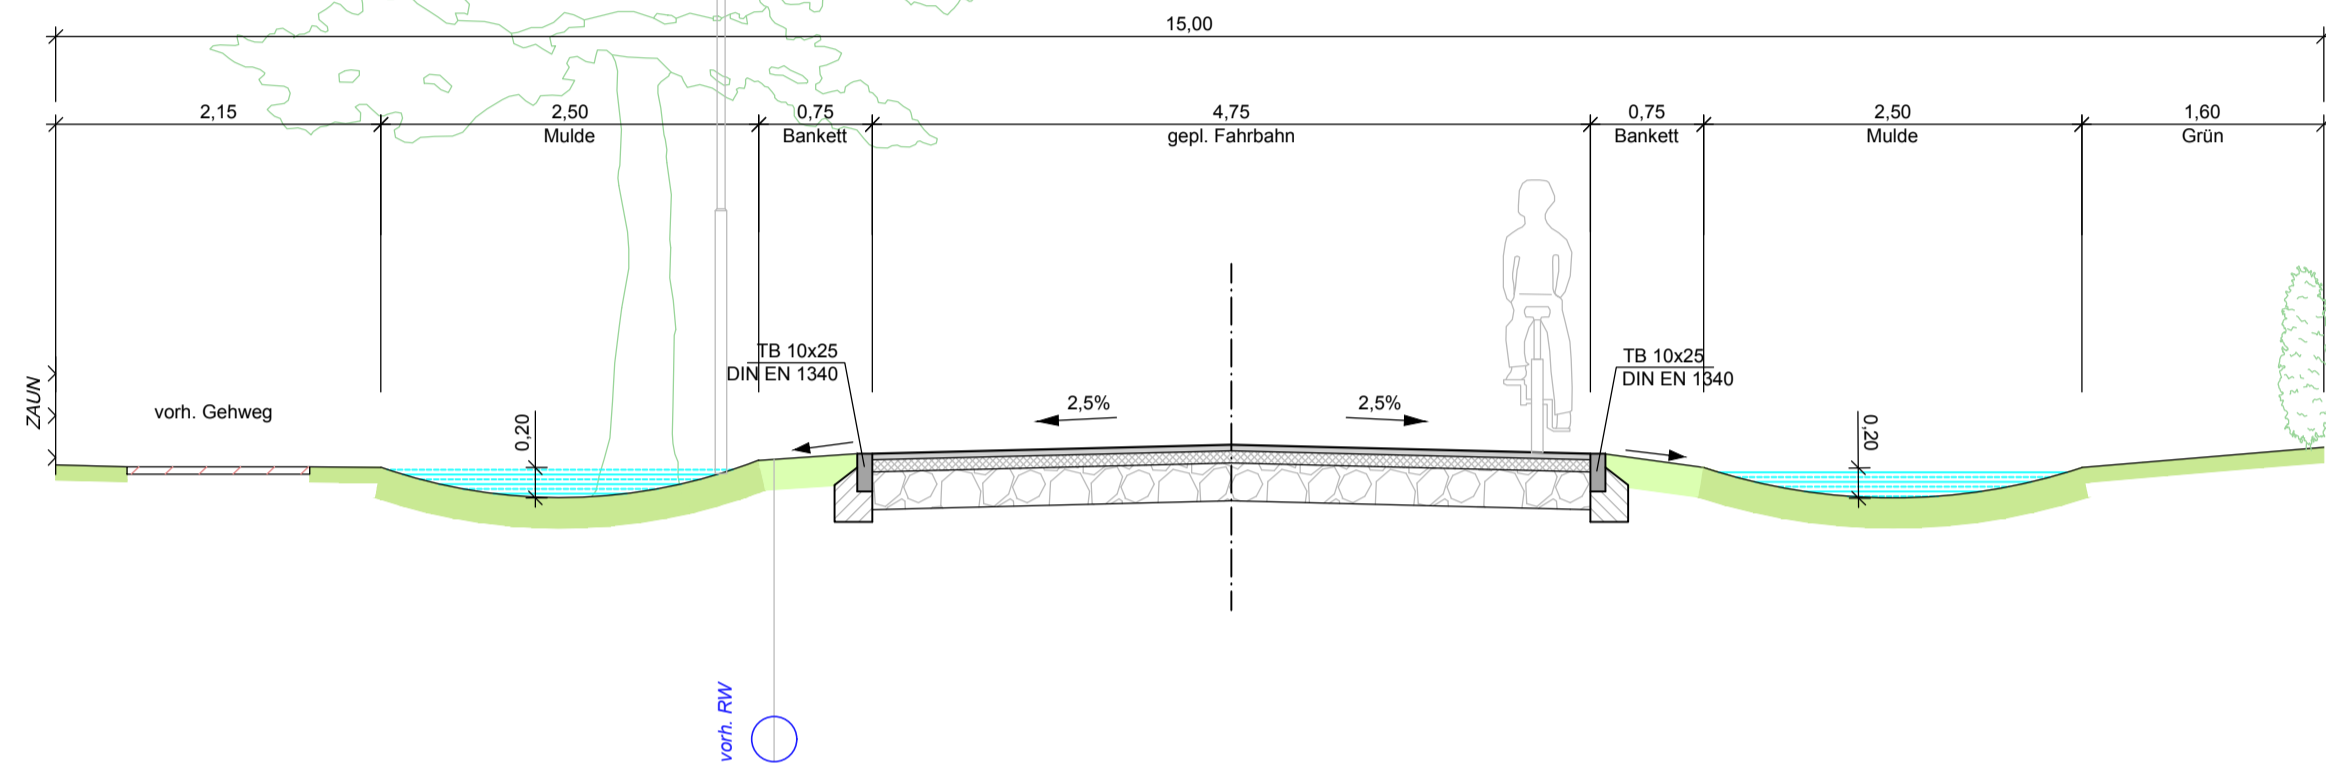 15,00
2,15
2,50
Mulde
0,75
Bankett
4,75
gepl. Fahrbahn
0,75
Bankett
2,50
Mulde
1,60
Grün
ZAUN
vorh. Gehweg
0,20
TB 10x25
DIN EN 1340
2,5%
2,5%
TB 10x25
DIN EN 1340
0,20
vorh. RW